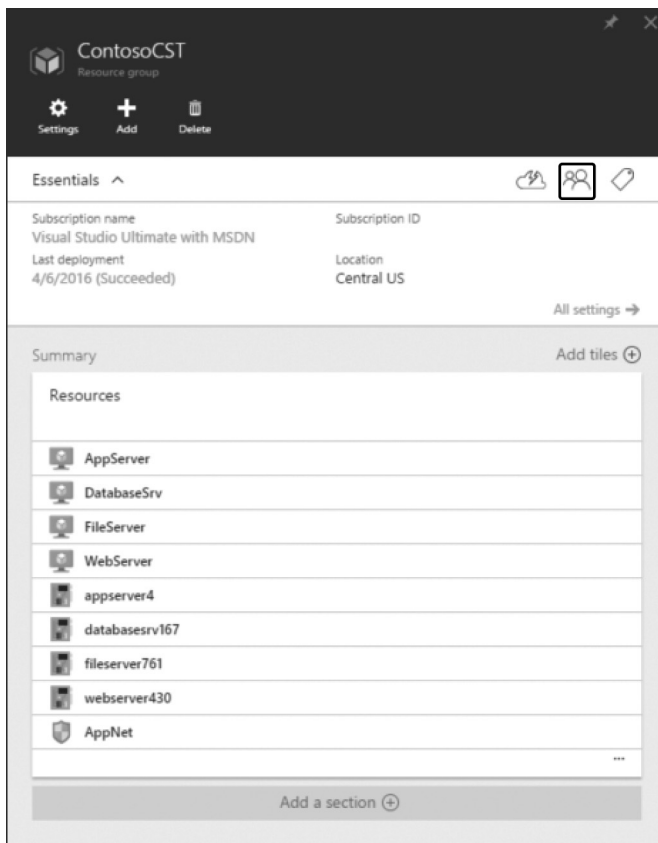 ContosoCST
Resource group
Settings Add Delete
Essentials
Subscription name Subscription ID
Visual Studio Ultimate with MSDN
Last deployment Location
4/6/2016 (Succeeded) Central US
All settings →
Summary Add tiles
Resources
AppServer
DatabaseSrv
FileServer
WebServer
appserver4
databasesrv167
fileserver761
webserver430
AppNet
...
Add a section